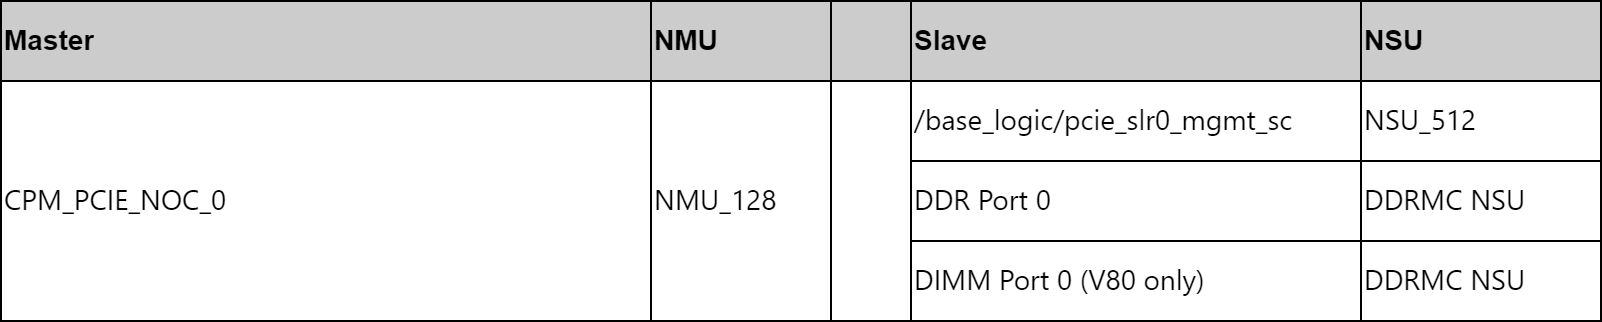 Master NMU Slave NSU
/base_logic/pcie_slr0_mgmt_sc NSU_512
CPM_PCIE_NOC_0 NMU_128 DDR Port 0 DDRMC NSU
DIMM Port 0 (V80 only) DDRMC NSU